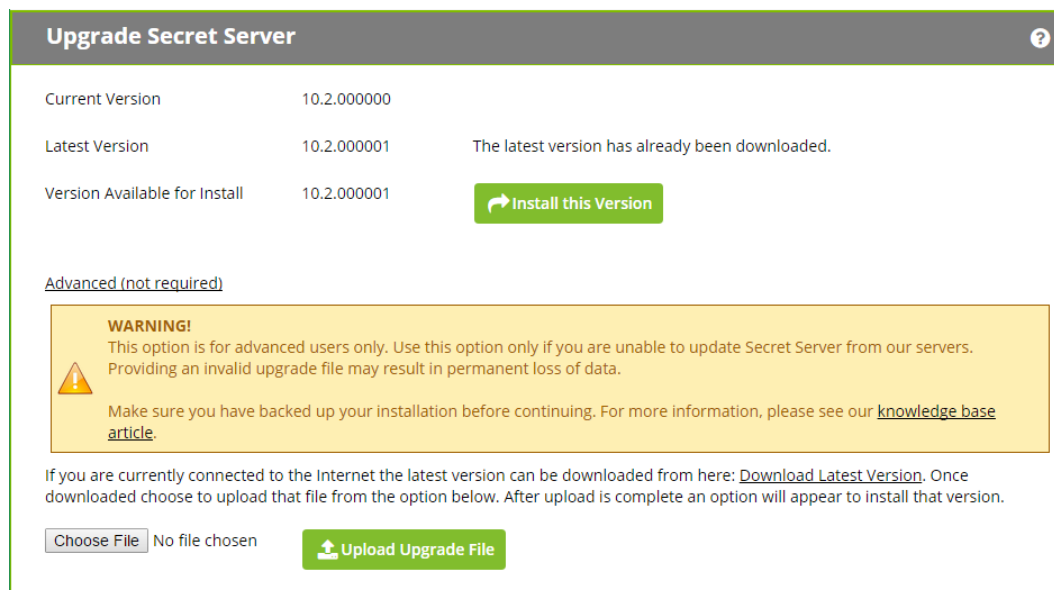 Upgrade Secret Server
?
Current Version 10.2.000000
Latest Version 10.2.000001 The latest version has already been downloaded.
Version Available for Install 10.2.000001 Install this Version
Advanced (not required)
WARNING!
This option is for advanced users only. Use this option only if you are unable to update Secret Server from our servers.
Providing an invalid upgrade file may result in permanent loss of data.
Make sure you have backed up your installation before continuing. For more information, please see our knowledge base
article.
If you are currently connected to the Internet the latest version can be downloaded from here: Download Latest Version. Once
downloaded choose to upload that file from the option below. After upload is complete an option will appear to install that version.
Choose File No file chosen Upload Upgrade File